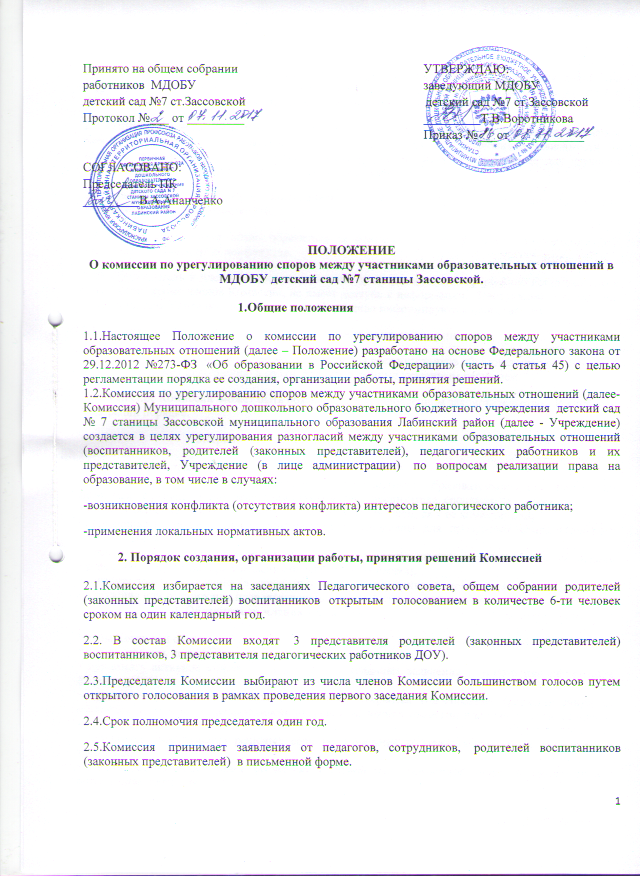 Принято на общем собрании
работников МДОБУ
детский сад №7 ст.Зассовской
Протокол № 2 от 07.11.2017
УТВЕРЖДАЮ:
заведующий МДОБУ
детский сад №7 ст.Зассовской
Т.В.Воротникова
Приказ № от 2017
СОГЛАСОВАНО:
Председатель ПК
В.А.Ананченко
ПОЛОЖЕНИЕ
О комиссии по урегулированию споров между участниками образовательных отношений в
МДОБУ детский сад №7 станицы Зассовской.
1.Общие положения
1.1.Настоящее Положение о комиссии по урегулированию споров между участниками
образовательных отношений (далее – Положение) разработано на основе Федерального закона от
29.12.2012 №273-ФЗ «Об образовании в Российской Федерации» (часть 4 статья 45) с целью
регламентации порядка ее создания, организации работы, принятия решений.
1.2.Комиссия по урегулированию споров между участниками образовательных отношений (далее-
Комиссия) Муниципального дошкольного образовательного бюджетного учреждения детский сад
№ 7 станицы Зассовской муниципального образования Лабинский район (далее - Учреждение)
создается в целях урегулирования разногласий между участниками образовательных отношений
(воспитанников, родителей (законных представителей), педагогических работников и их
представителей, Учреждение (в лице администрации) по вопросам реализации права на
образование, в том числе в случаях:
-возникновения конфликта (отсутствия конфликта) интересов педагогического работника;
-применения локальных нормативных актов.
2. Порядок создания, организации работы, принятия решений Комиссией
2.1.Комиссия избирается на заседаниях Педагогического совета, общем собрании родителей
(законных представителей) воспитанников открытым голосованием в количестве 6-ти человек
сроком на один календарный год.
2.2. В состав Комиссии входят 3 представителя родителей (законных представителей)
воспитанников, 3 представителя педагогических работников ДОУ).
2.3.Председателя Комиссии выбирают из числа членов Комиссии большинством голосов путем
открытого голосования в рамках проведения первого заседания Комиссии.
2.4.Срок полномочия председателя один год.
2.5.Комиссия принимает заявления от педагогов, сотрудников, родителей воспитанников
(законных представителей) в письменной форме.
1